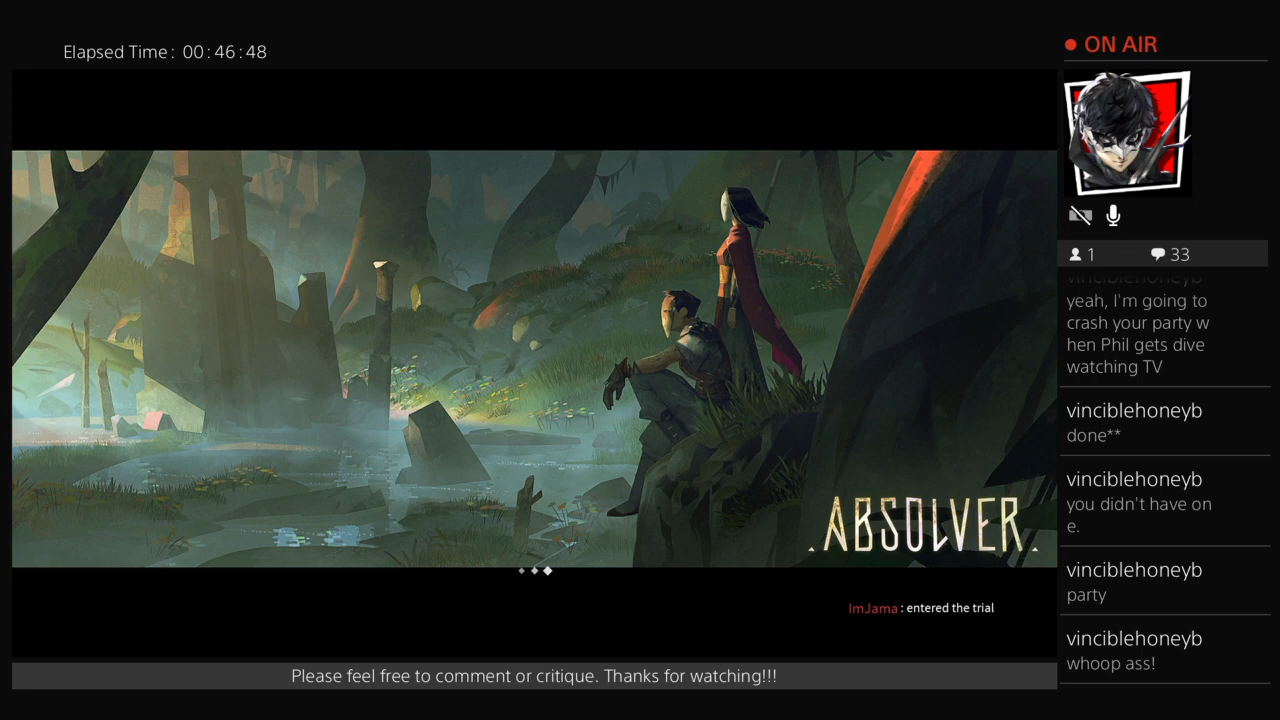 Elapsed Time: 00:46:48
ON AIR
1
33
vinciblehoneyb
yeah, I'm going to
crash your party w
hen Phil gets dive
watching TV
vinciblehoneyb
done**
vinciblehoneyb
you didn't have on
e.
vinciblehoneyb
party
vinciblehoneyb
whoop ass!
ABSOLVER
ImJama : entered the trial
Please feel free to comment or critique. Thanks for watching!!!